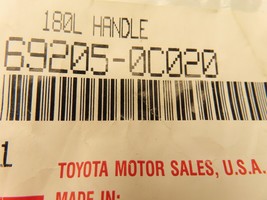 180L HANDLE
69205-0C020
1
TOYOTA MOTOR SALES, U.S.A.
MADE IN: